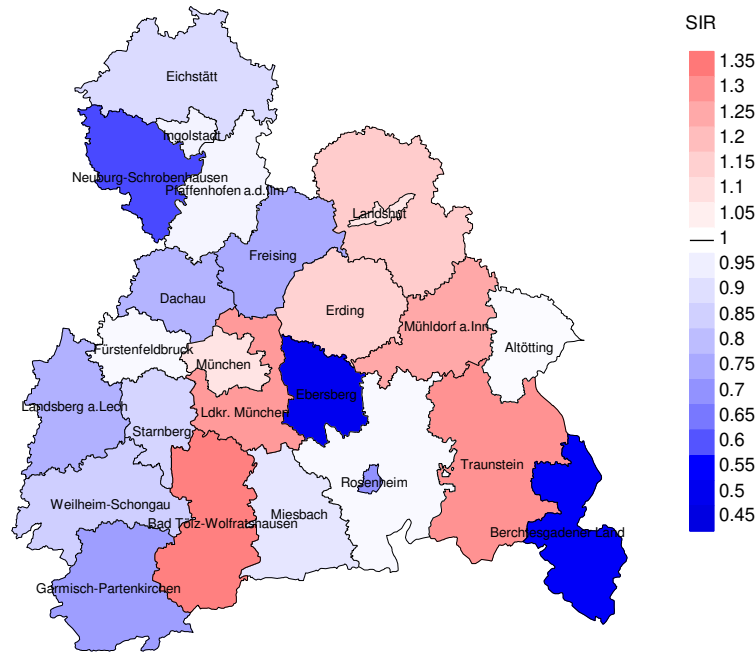 SIR
1.35
1.3
1.25
1.2
1.15
1.1
1.05
1
0.95
0.9
0.85
0.8
0.75
0.7
0.65
0.6
0.55
0.5
0.45
Eichstätt
Ingolstadt
Neuburg-Schrobenhausen
Pfaffenhofen a.d.Ilm
Landshut
Freising
Dachau
Erding
Mühldorf a.Inn
Altötting
Fürstenfeldbruck
München
Ebersberg
Landsberg a.Lech
Ldkr. München
Starnberg
Traunstein
Rosenheim
Weilheim-Schongau
Miesbach
Bad Tölz-Wolfratshausen
Berchtesgadener Land
Garmisch-Partenkirchen